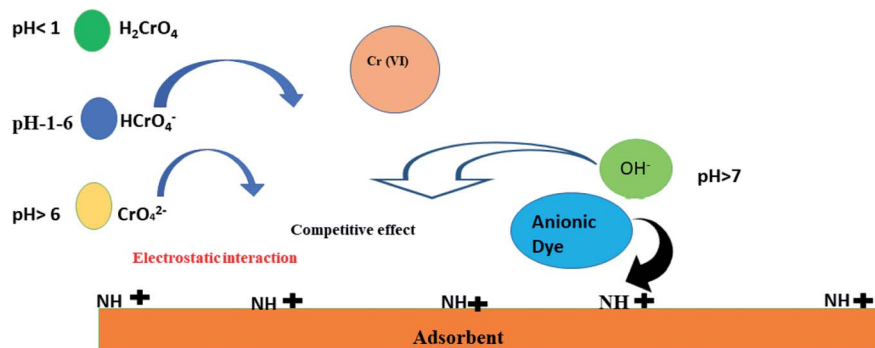 pH< 1 H₂CrO₄
Cr (VI)
pH-1-6 HCrO₄⁻
OH⁻
pH>7
pH> 6 CrO₄²⁻
Anionic
Dye
Competitive effect
Electrostatic interaction
NH + NH + NH + NH + NH +
Adsorbent